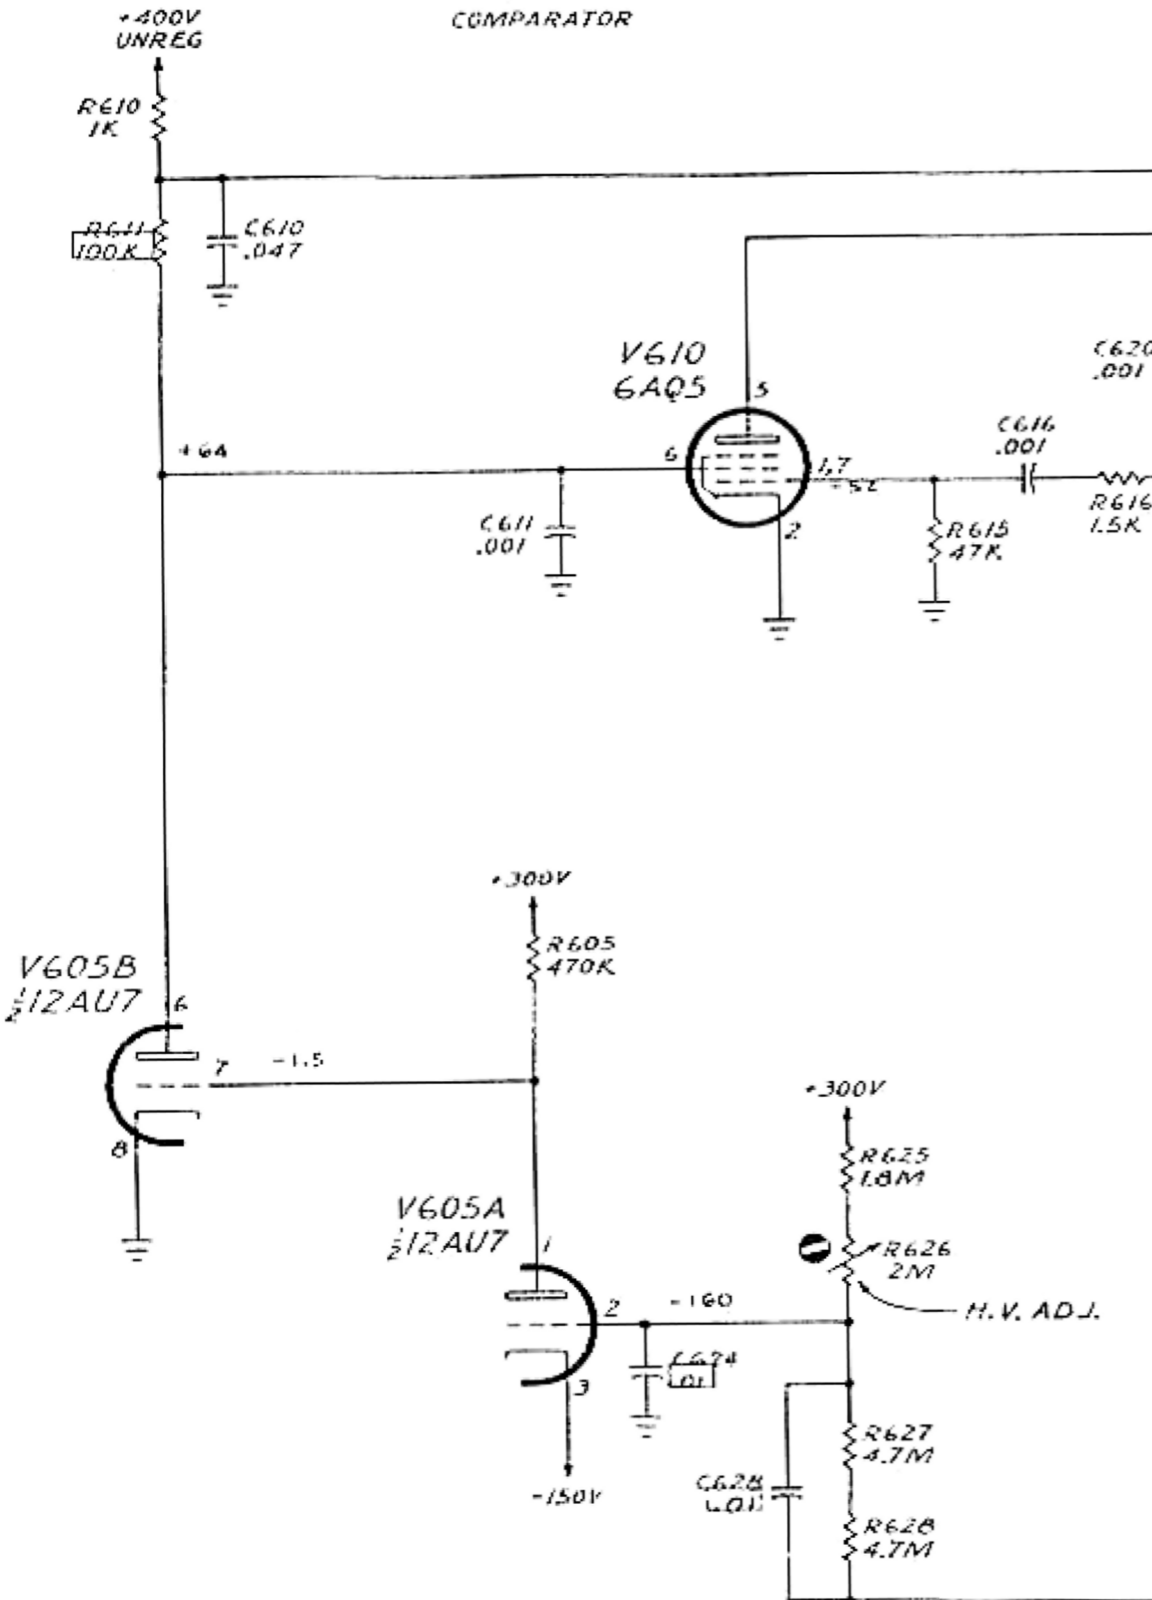 +400V
UNREG
COMPARATOR
R610
1K
R611
100K
C610
.047
V610
6AQ5
5
C620
.001
+64
6
C616
.001
1,7
C611
.001
2
R615
47K
R616
1.5K
+300V
R605
470K
V605B
½12AU7
6
7
-1.5
8
+300V
R625
1.8M
V605A
½12AU7
1
R626
2M
2
-160
H.V. ADJ.
.01
3
R627
4.7M
-150V
C628
.01
R628
4.7M